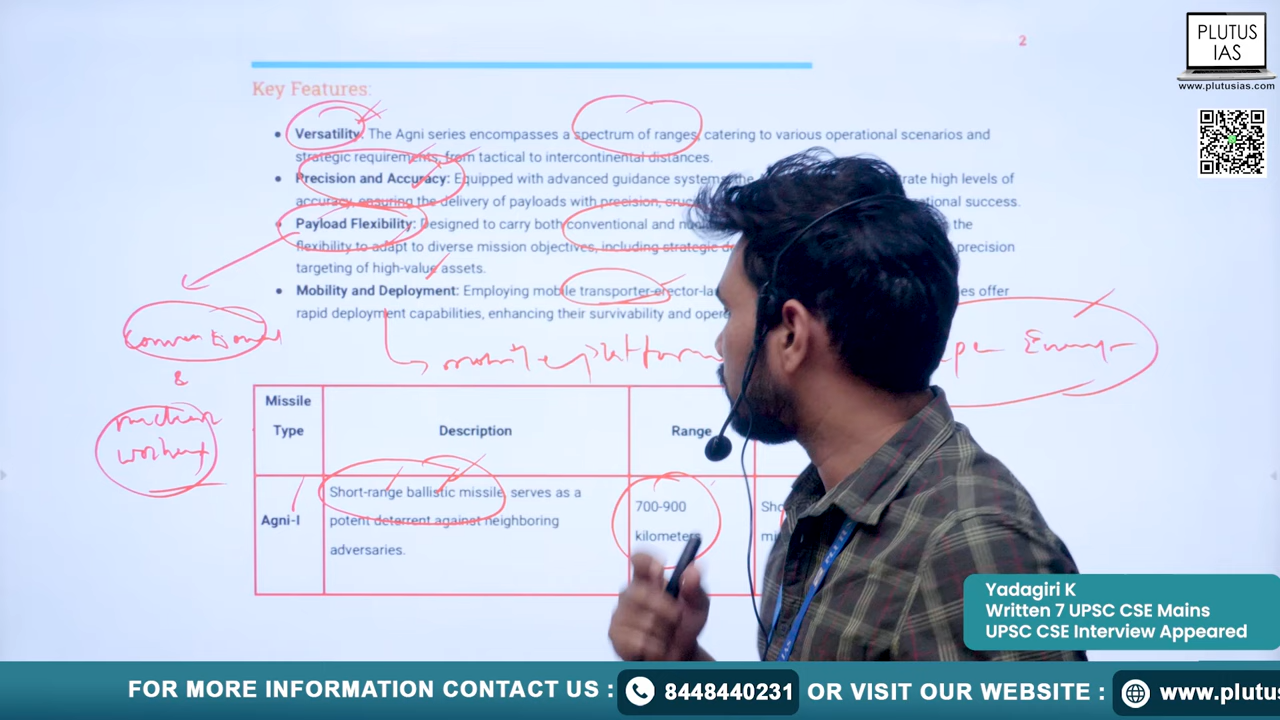 2
PLUTUS
IAS
www.plutusias.com
Key Features:
• Versatility: The Agni series encompasses a spectrum of ranges, catering to various operational scenarios and
strategic requirements, from tactical to intercontinental distances.
• Precision and Accuracy: Equipped with advanced guidance systems, the rate high levels of
accuracy, ensuring the delivery of payloads with precision, ational success.
• Payload Flexibility: Designed to carry both conventional and the
flexibility to adapt to diverse mission objectives, including strategic precision
targeting of high-value assets.
• Mobility and Deployment: Employing mobile transporter-erector- offer
rapid deployment capabilities, enhancing their survivability and
Conventional
&
Missile
Type
Description
Range
Agni-I
Short-range ballistic missile, serves as a
potent deterrent against neighboring
adversaries.
700-900
kilometers
Yadagiri K
Written 7 UPSC CSE Mains
UPSC CSE Interview Appeared
FOR MORE INFORMATION CONTACT US : 8448440231 OR VISIT OUR WEBSITE : www.plutus